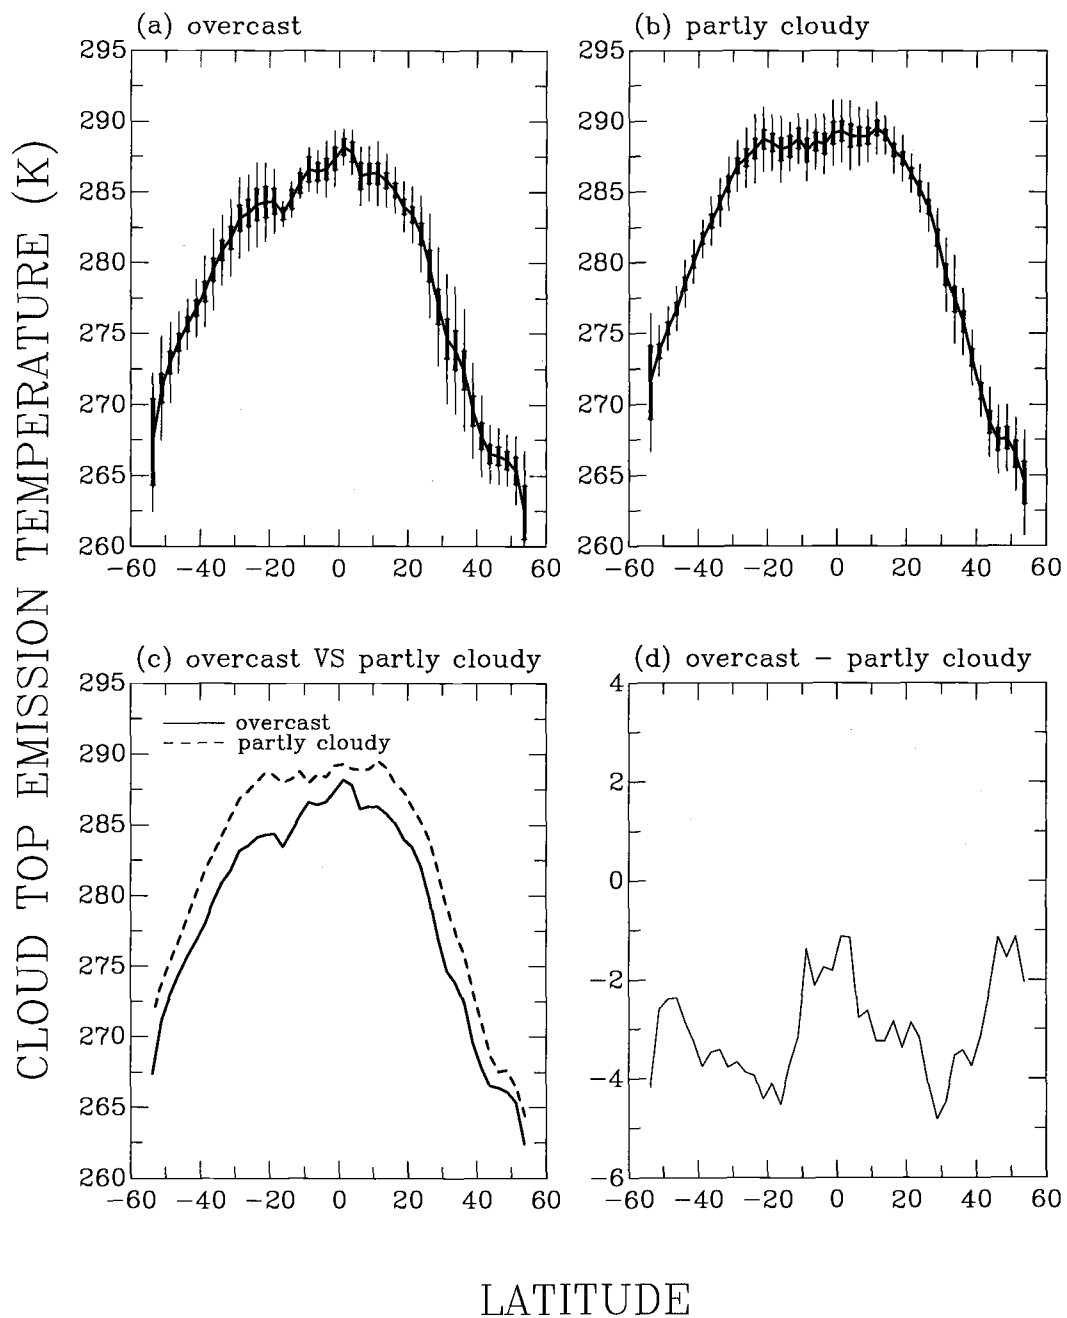 CLOUD TOP EMISSION TEMPERATURE (K)
(a) overcast
295
290
285
280
275
270
265
260
−60 −40 −20 0 20 40 60
(b) partly cloudy
295
290
285
280
275
270
265
260
−60 −40 −20 0 20 40 60
(c) overcast VS partly cloudy
overcast
partly cloudy
295
290
285
280
275
270
265
260
−60 −40 −20 0 20 40 60
(d) overcast − partly cloudy
4
2
0
−2
−4
−6
−60 −40 −20 0 20 40 60
LATITUDE